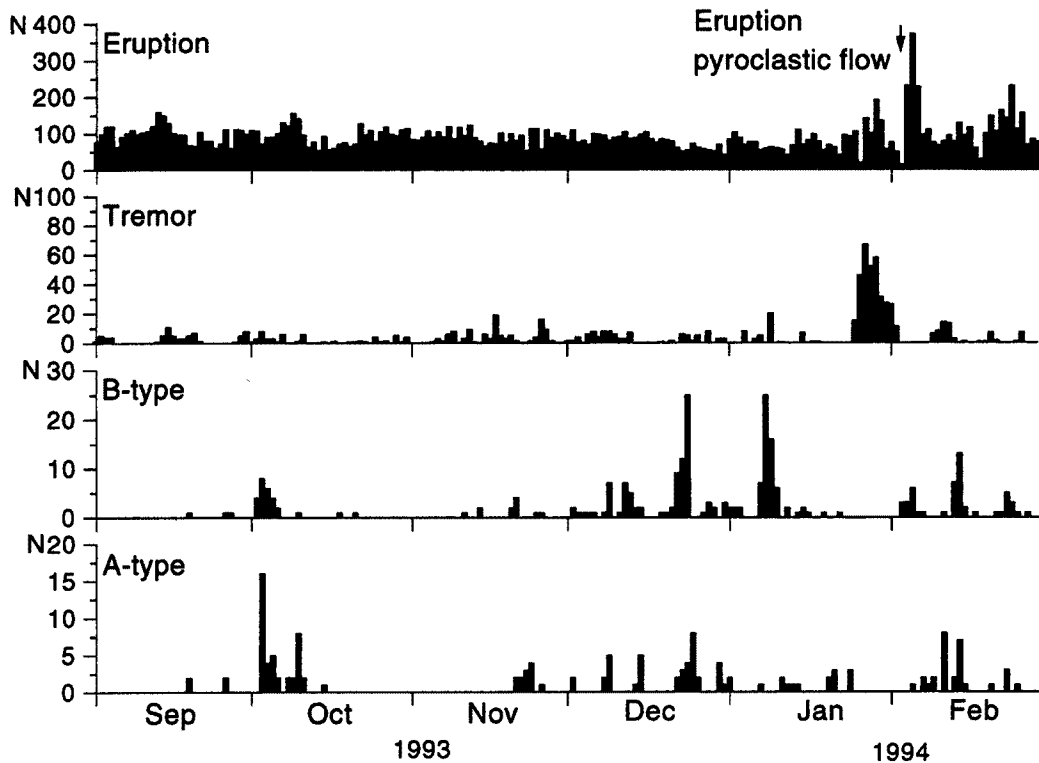 N 400
Eruption
Eruption
pyroclastic flow
300
200
100
0
N100
Tremor
80
60
40
20
0
N 30
B-type
20
10
0
N20
A-type
15
10
5
0
Sep Oct Nov Dec Jan Feb
1993 1994